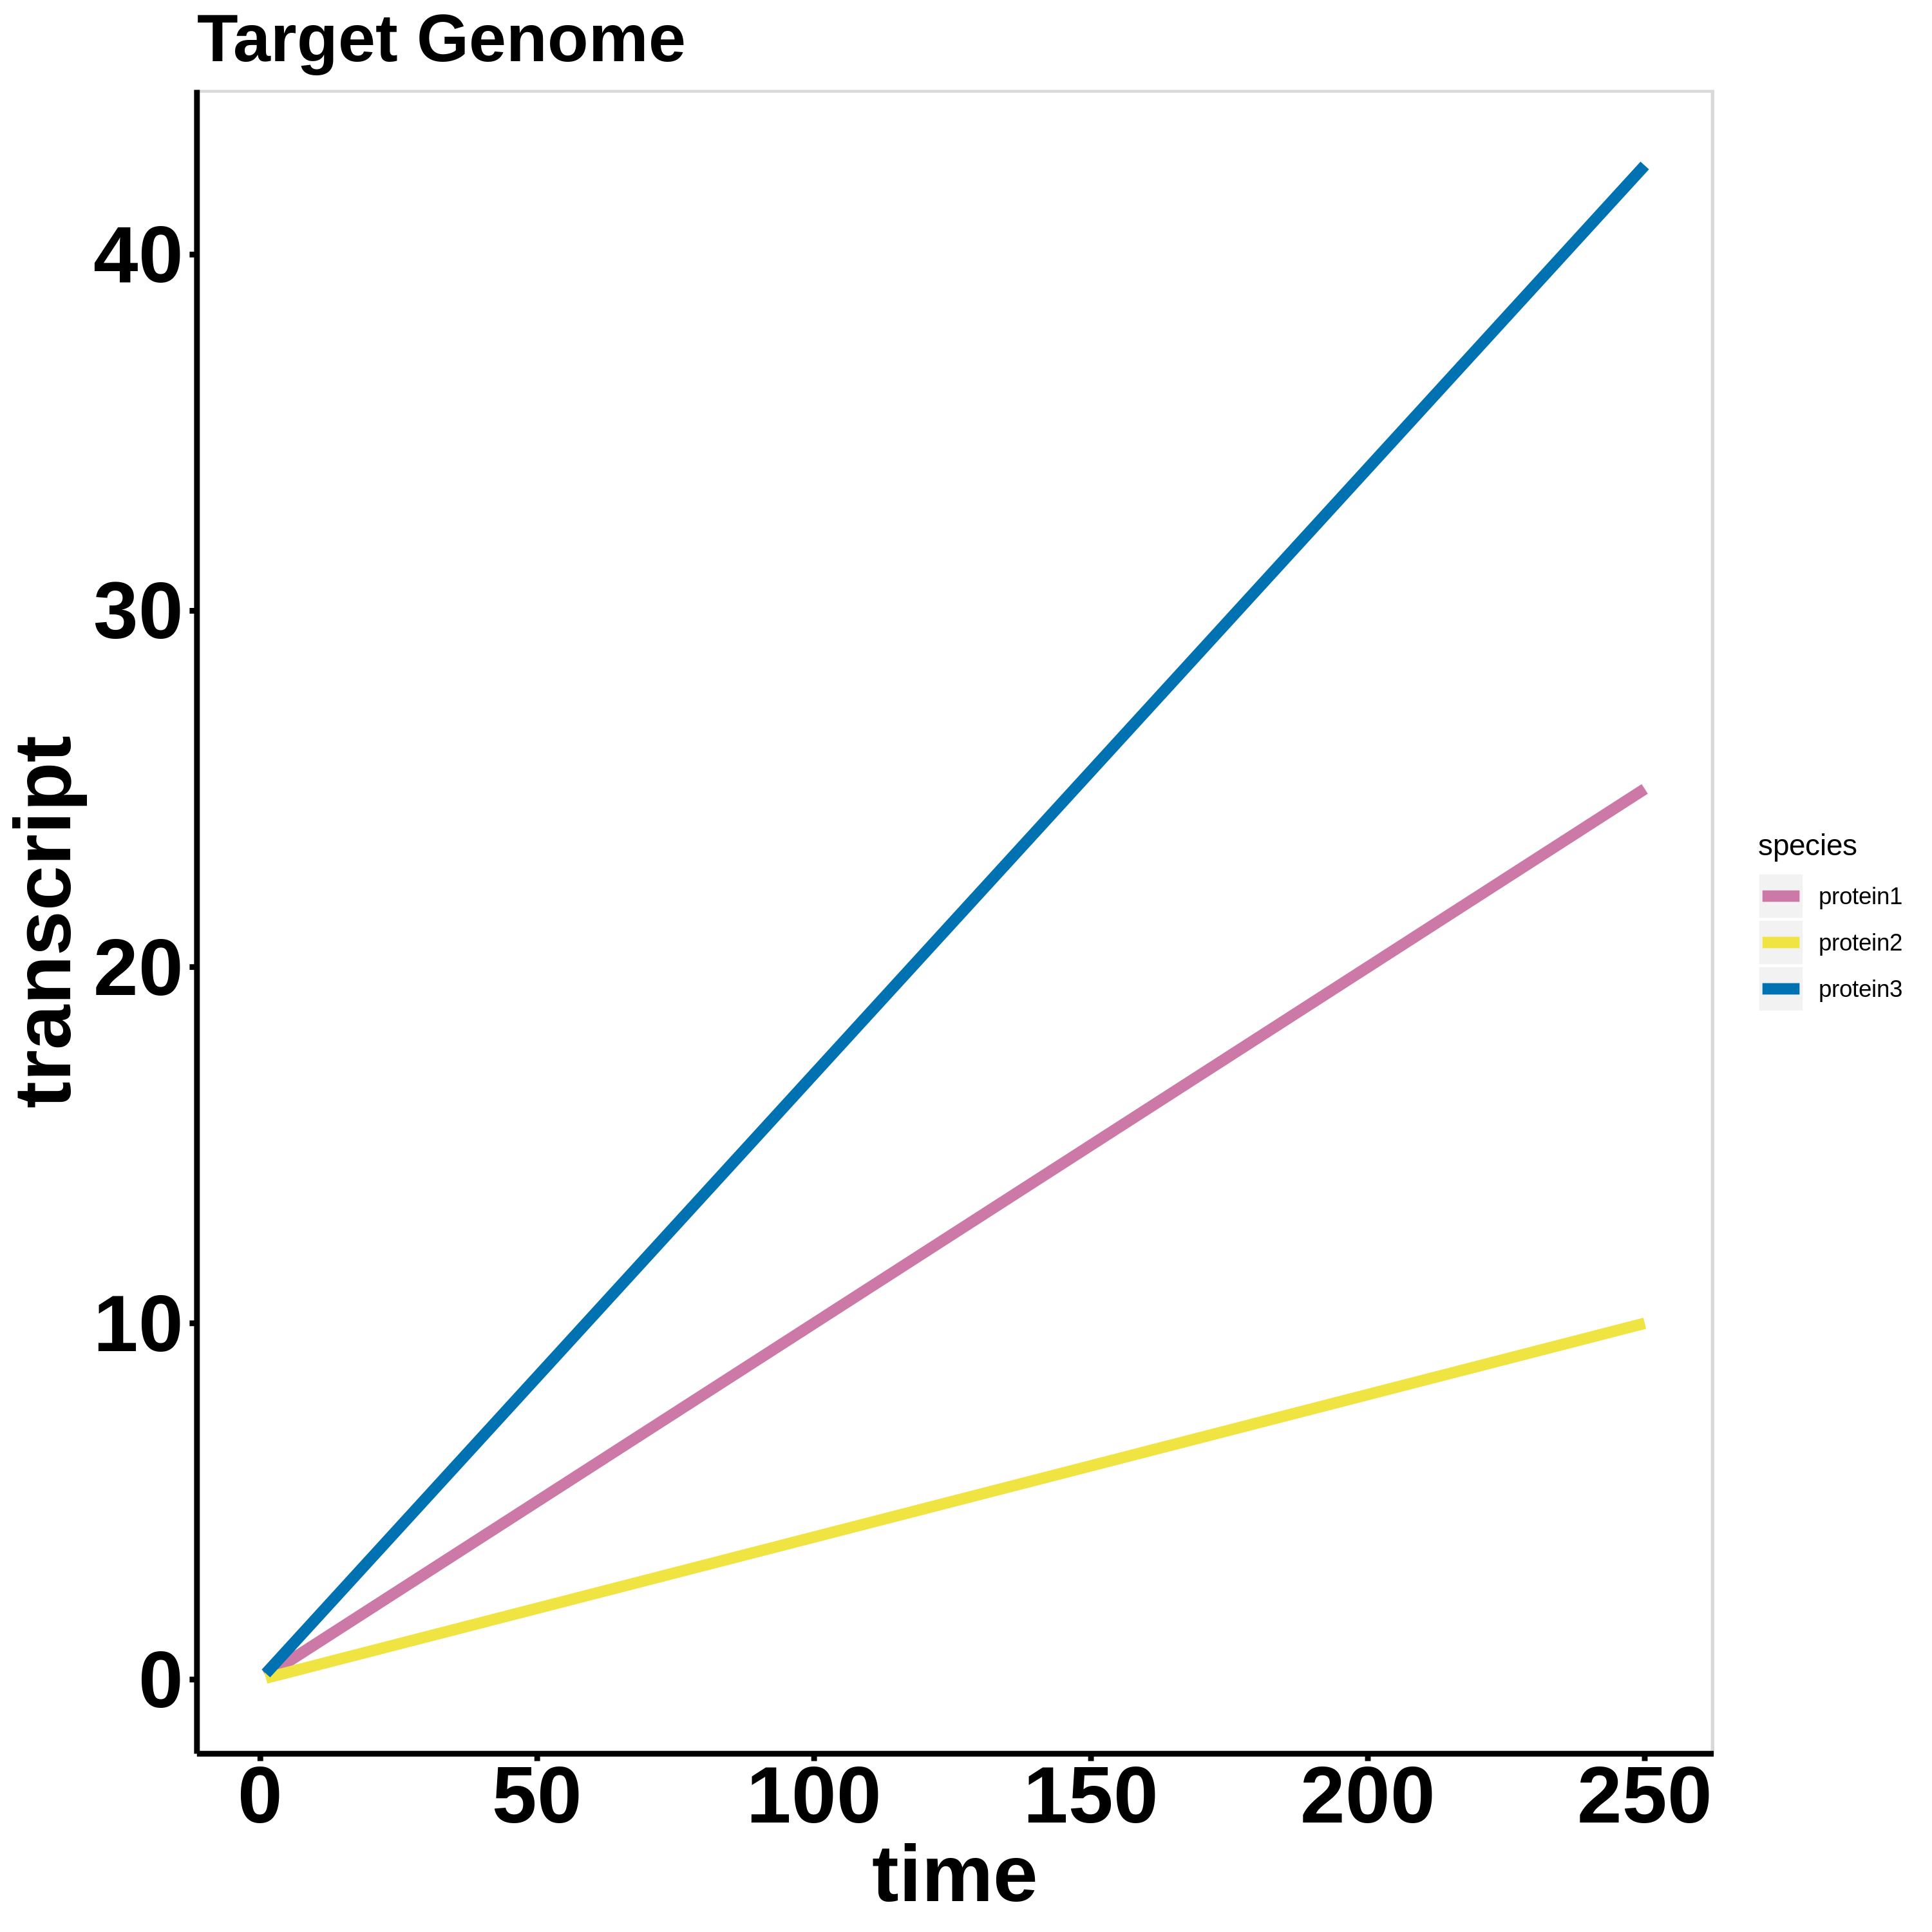 Target Genome
40
30
20
10
0
transcript
0 50 100 150 200 250
time
species
protein1
protein2
protein3